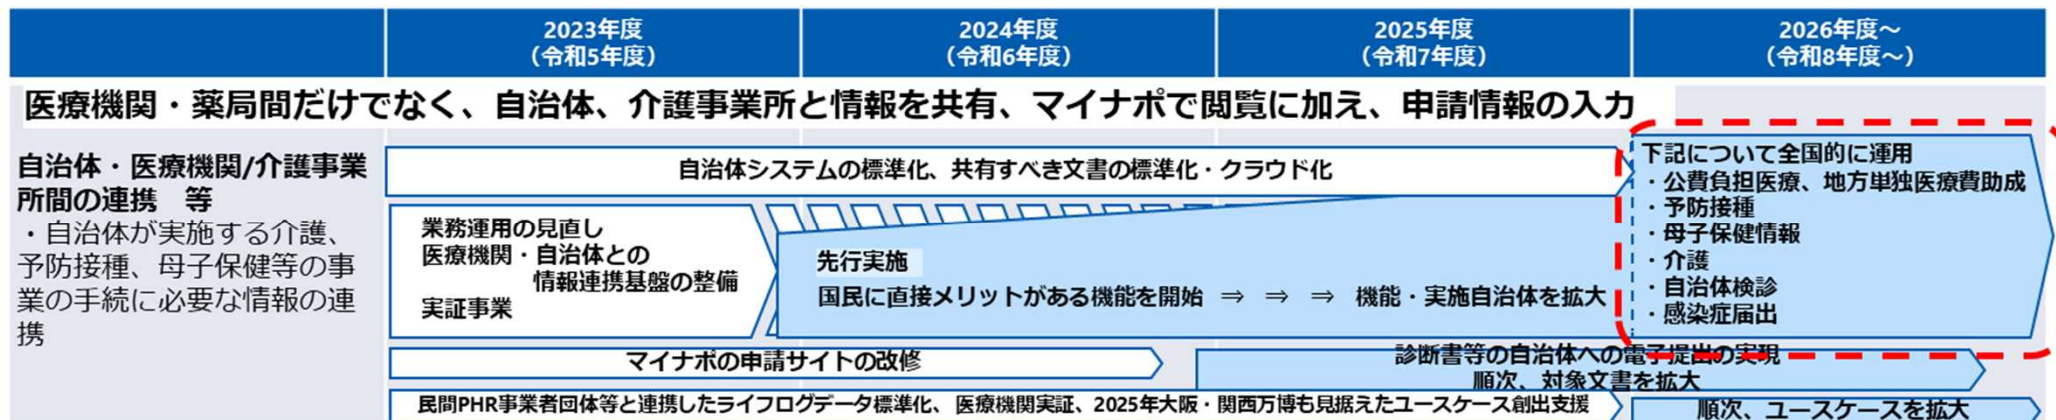 2023年度
（令和5年度）
2024年度
（令和6年度）
2025年度
（令和7年度）
2026年度～
（令和8年度～）
医療機関・薬局間だけでなく、自治体、介護事業所と情報を共有、マイナポで閲覧に加え、申請情報の入力
自治体・医療機関/介護事業
所間の連携　等
・自治体が実施する介護、
予防接種、母子保健等の事
業の手続に必要な情報の連
携
自治体システムの標準化、共有すべき文書の標準化・クラウド化
業務運用の見直し
医療機関・自治体との
情報連携基盤の整備
実証事業
先行実施
国民に直接メリットがある機能を開始　⇒　⇒　⇒　機能・実施自治体を拡大
下記について全国的に運用
・公費負担医療、地方単独医療費助成
・予防接種
・母子保健情報
・介護
・自治体検診
・感染症届出
マイナポの申請サイトの改修
診断書等の自治体への電子提出の実現
順次、対象文書を拡大
民間PHR事業者団体等と連携したライフログデータ標準化、医療機関実証、2025年大阪・関西万博も見据えたユースケース創出支援
順次、ユースケースを拡大